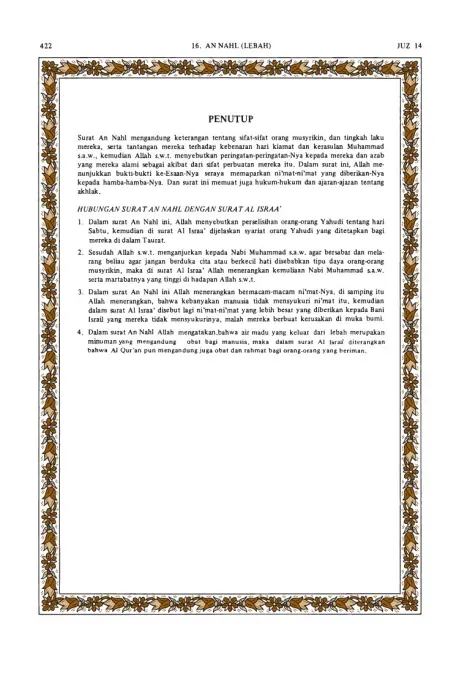 422
16. AN NAHL (LEBAH)
JUZ 14
PENUTUP
Surat An Nahl mengandung keterangan tentang sifat-sifat orang musyrikin, dan tingkah laku
mereka, serta tantangan mereka terhadap kebenaran hari kiamat dan kerasulan Muhammad
s.a.w., kemudian Allah s.w.t. menyebutkan peringatan-peringatan-Nya kepada mereka dan azab
yang mereka alami sebagai akibat dari sifat perbuatan mereka itu. Dalam surat ini, Allah me-
nunjukkan bukti-bukti ke-Esaan-Nya seraya memaparkan ni'mat-ni'mat yang diberikan-Nya
kepada hamba-hamba-Nya. Dan surat ini memuat juga hukum-hukum dan ajaran-ajaran tentang
akhlak.
HUBUNGAN SURAT AN NAHL DENGAN SURAT AL ISRAA'
1. Dalam surat An Nahl ini, Allah menyebutkan perselisihan orang-orang Yahudi tentang hari
Sabtu, kemudian di surat Al Israa' dijelaskan syariat orang Yahudi yang ditetapkan bagi
mereka di dalam Taurat.
2. Sesudah Allah s.w.t. menganjurkan kepada Nabi Muhammad s.a.w. agar bersabar dan mela-
rang beliau agar jangan berduka cita atau berkecil hati disebabkan tipu daya orang-orang
musyrikin, maka di surat Al Israa' Allah menerangkan kemuliaan Nabi Muhammad s.a.w.
serta martabatnya yang tinggi di hadapan Allah s.w.t.
3. Dalam surat An Nahl ini Allah menerangkan bermacam-macam ni'mat-Nya, di samping itu
Allah menerangkan, bahwa kebanyakan manusia tidak mensyukuri ni'mat itu, kemudian
dalam surat Al Israa' disebut lagi ni'mat-ni'mat yang lebih besar yang diberikan kepada Bani
Israil yang mereka tidak mensyukurinya, malah mereka berbuat kerusakan di muka bumi.
4. Dalam surat An Nahl Allah mengatakan,bahwa air madu yang keluar dari lebah merupakan
minuman yang mengandung obat bagi manusia, maka dalam surat Al Israa' diterangkan
bahwa Al Qur'an pun mengandung juga obat dan rahmat bagi orang-orang yang beriman.